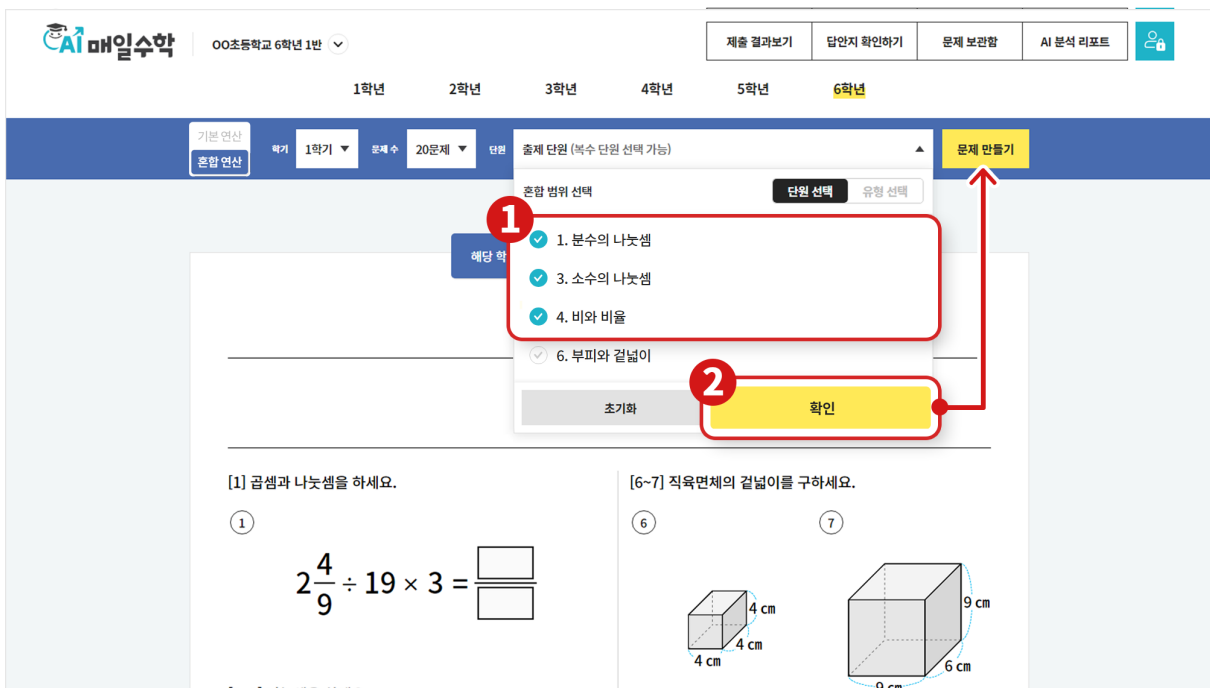 AI 매일수학
OO초등학교 6학년 1반
제출 결과보기
답안지 확인하기
문제 보관함
AI 분석 리포트
1학년
2학년
3학년
4학년
5학년
6학년
기본 연산
혼합 연산
학기
1학기 ▼
문제 수
20문제 ▼
단원
출제 단원 (복수 단원 선택 가능) ▲
문제 만들기
혼합 범위 선택
단원 선택
유형 선택
1
해당 학
1. 분수의 나눗셈
3. 소수의 나눗셈
4. 비와 비율
6. 부피와 겉넓이
2
초기화
확인
[1] 곱셈과 나눗셈을 하세요.
1
2 4/9 ÷ 19 × 3 =
[6~7] 직육면체의 겉넓이를 구하세요.
6
7
4 cm
4 cm
4 cm
9 cm
6 cm
9 cm